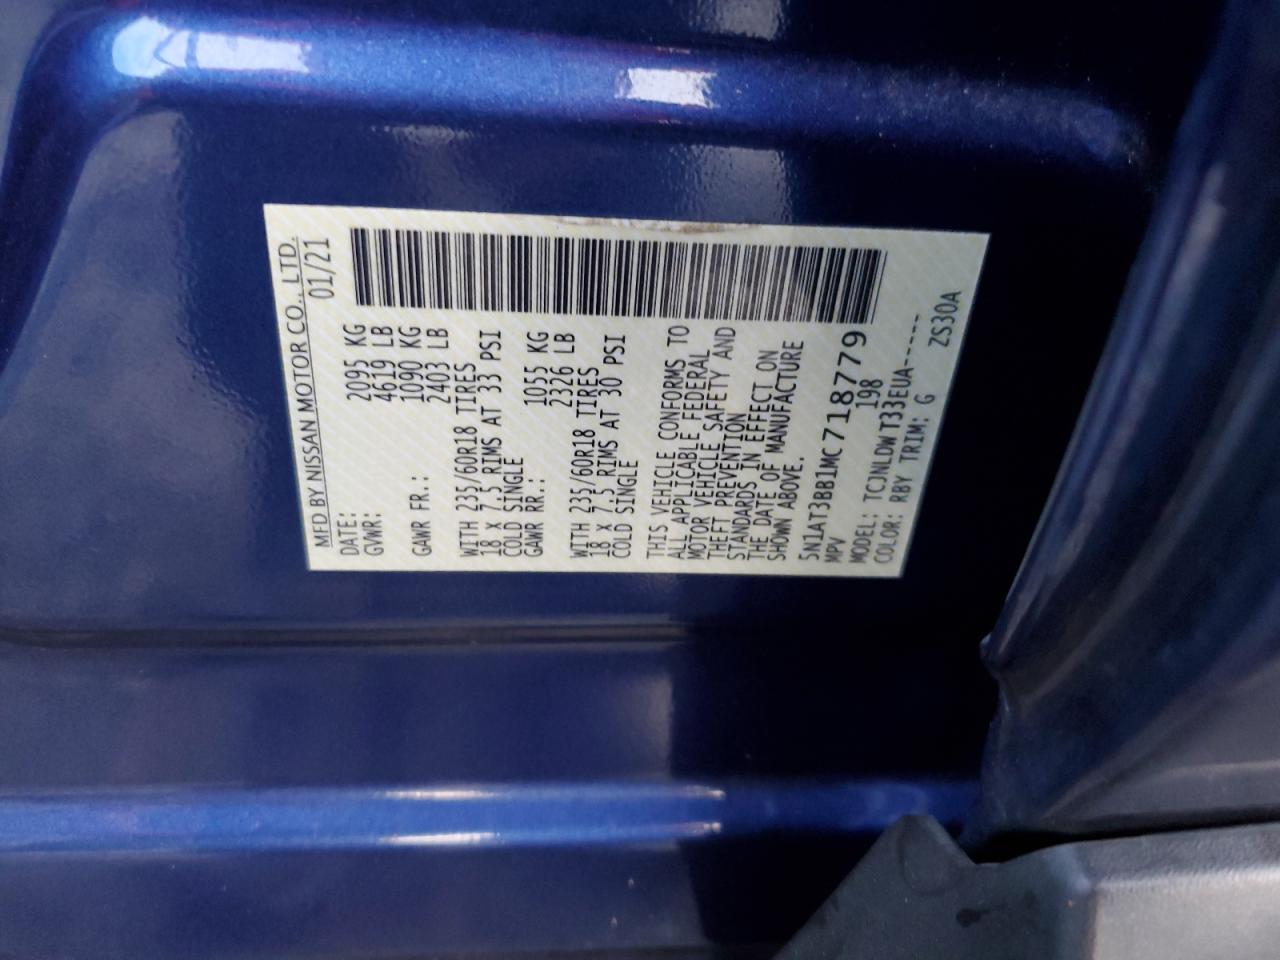 MFD BY NISSAN MOTOR CO., LTD.
DATE: 01/21
GVWR: 2095 KG
4619 LB
GAWR FR.: 1090 KG
2403 LB
WITH 235/60R18 TIRES
18 X 7.5 RIMS AT 33 PSI
COLD SINGLE
GAWR RR.: 1055 KG
2326 LB
WITH 235/60R18 TIRES
18 X 7.5 RIMS AT 30 PSI
COLD SINGLE
THIS VEHICLE CONFORMS TO
ALL APPLICABLE FEDERAL
MOTOR VEHICLE SAFETY AND
THEFT PREVENTION
STANDARDS IN EFFECT ON
THE DATE OF MANUFACTURE
SHOWN ABOVE.
5N1AT3BB1MC718779
MPV 198
MODEL: TCJNLDWT33EUA-----
COLOR: RBY TRIM: G ZS30A